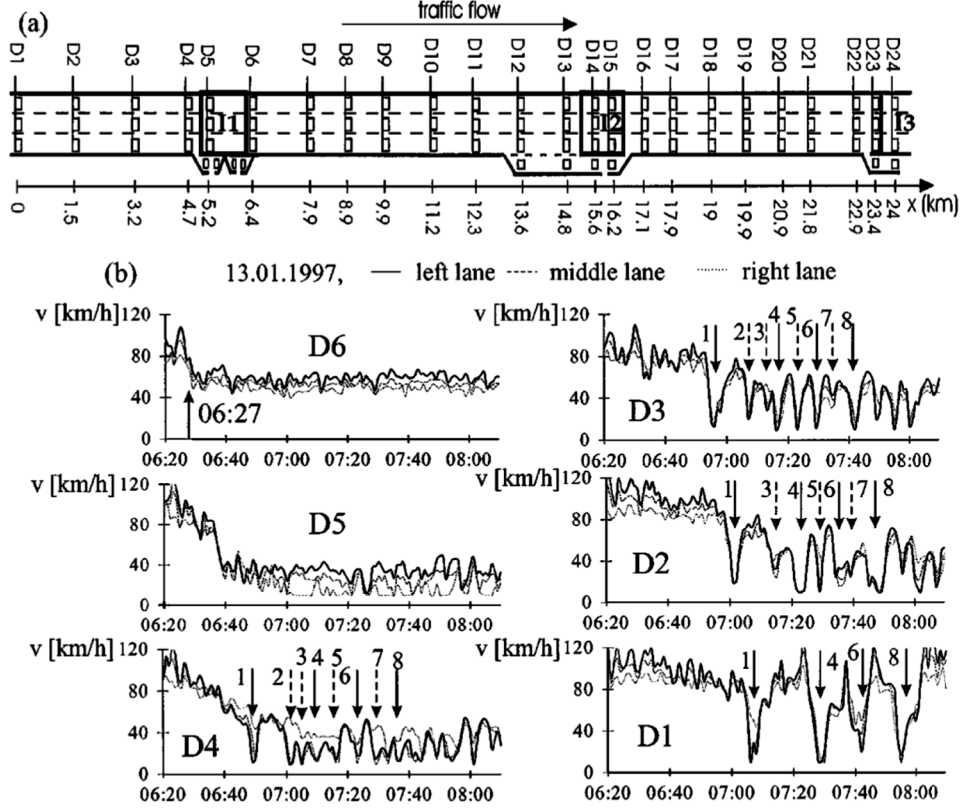 (a)
traffic flow
D1 D2 D3 D4 D5 D6 D7 D8 D9 D10 D11 D12 D13 D14 D15 D16 D17 D18 D19 D20 D21 D22 D23 D24
I1 I2 I3
0 1.5 3.2 4.7 5.2 6.4 7.9 8.9 9.9 11.2 12.3 13.6 14.8 15.6 16.2 17.1 17.9 19 19.9 20.9 21.8 22.9 23.4 24 x (km)
(b) 13.01.1997, left lane middle lane right lane
v [km/h] 120
80
40
0
D6
06:27
06:20 06:40 07:00 07:20 07:40 08:00
v [km/h] 120
80
40
0
1 2 3 4 5 6 7 8
D3
06:20 06:40 07:00 07:20 07:40 08:00
v [km/h] 120
80
40
0
D5
06:20 06:40 07:00 07:20 07:40 08:00
v [km/h] 120
80
40
0
1 3 4 5 6 7 8
D2
06:20 06:40 07:00 07:20 07:40 08:00
v [km/h] 120
80
40
0
1 2 3 4 5 6 7 8
D4
06:20 06:40 07:00 07:20 07:40 08:00
v [km/h] 120
80
40
0
1 4 6 8
D1
06:20 06:40 07:00 07:20 07:40 08:00